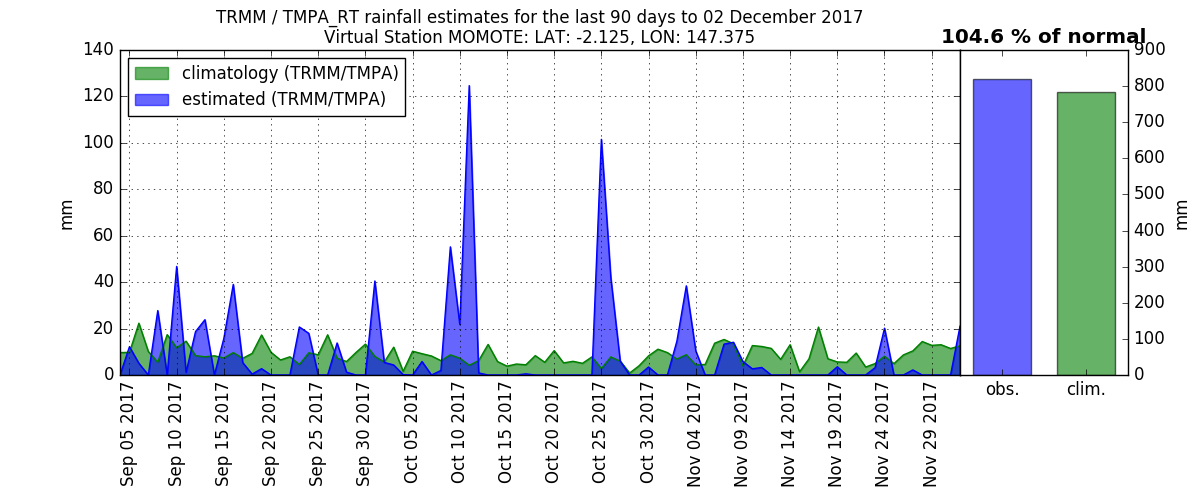 TRMM / TMPA_RT rainfall estimates for the last 90 days to 02 December 2017
Virtual Station MOMOTE: LAT: -2.125, LON: 147.375
104.6 % of normal
climatology (TRMM/TMPA)
estimated (TRMM/TMPA)
140
120
100
80
60
40
20
0
mm
Sep 05 2017
Sep 10 2017
Sep 15 2017
Sep 20 2017
Sep 25 2017
Sep 30 2017
Oct 05 2017
Oct 10 2017
Oct 15 2017
Oct 20 2017
Oct 25 2017
Oct 30 2017
Nov 04 2017
Nov 09 2017
Nov 14 2017
Nov 19 2017
Nov 24 2017
Nov 29 2017
obs.
clim.
900
800
700
600
500
400
300
200
100
0
mm